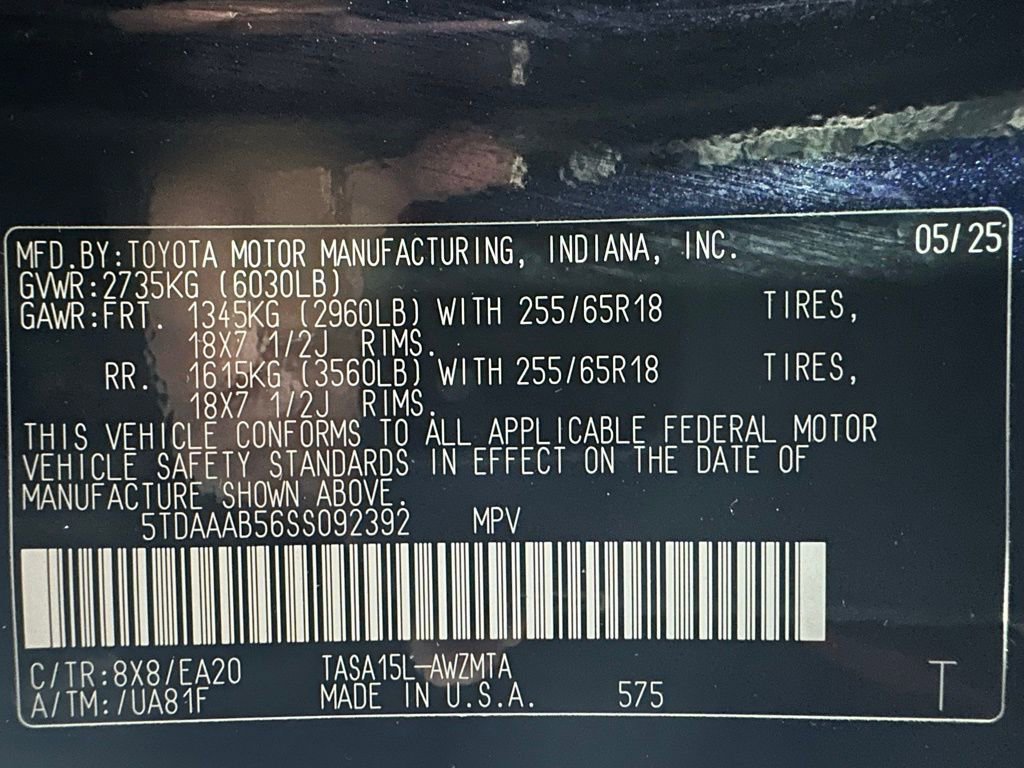 MFD.BY:TOYOTA MOTOR MANUFACTURING, INDIANA, INC. 05/25
GVWR:2735KG (6030LB)
GAWR:FRT. 1345KG (2960LB) WITH 255/65R18 TIRES,
18X7 1/2J RIMS.
RR. 1615KG (3560LB) WITH 255/65R18 TIRES,
18X7 1/2J RIMS.
THIS VEHICLE CONFORMS TO ALL APPLICABLE FEDERAL MOTOR
VEHICLE SAFETY STANDARDS IN EFFECT ON THE DATE OF
MANUFACTURE SHOWN ABOVE.
5TDAAAB56SS092392 MPV
C/TR:8X8/EA20 TASA15L-AWZMTA
A/TM:/UA81F MADE IN U.S.A. 575 T